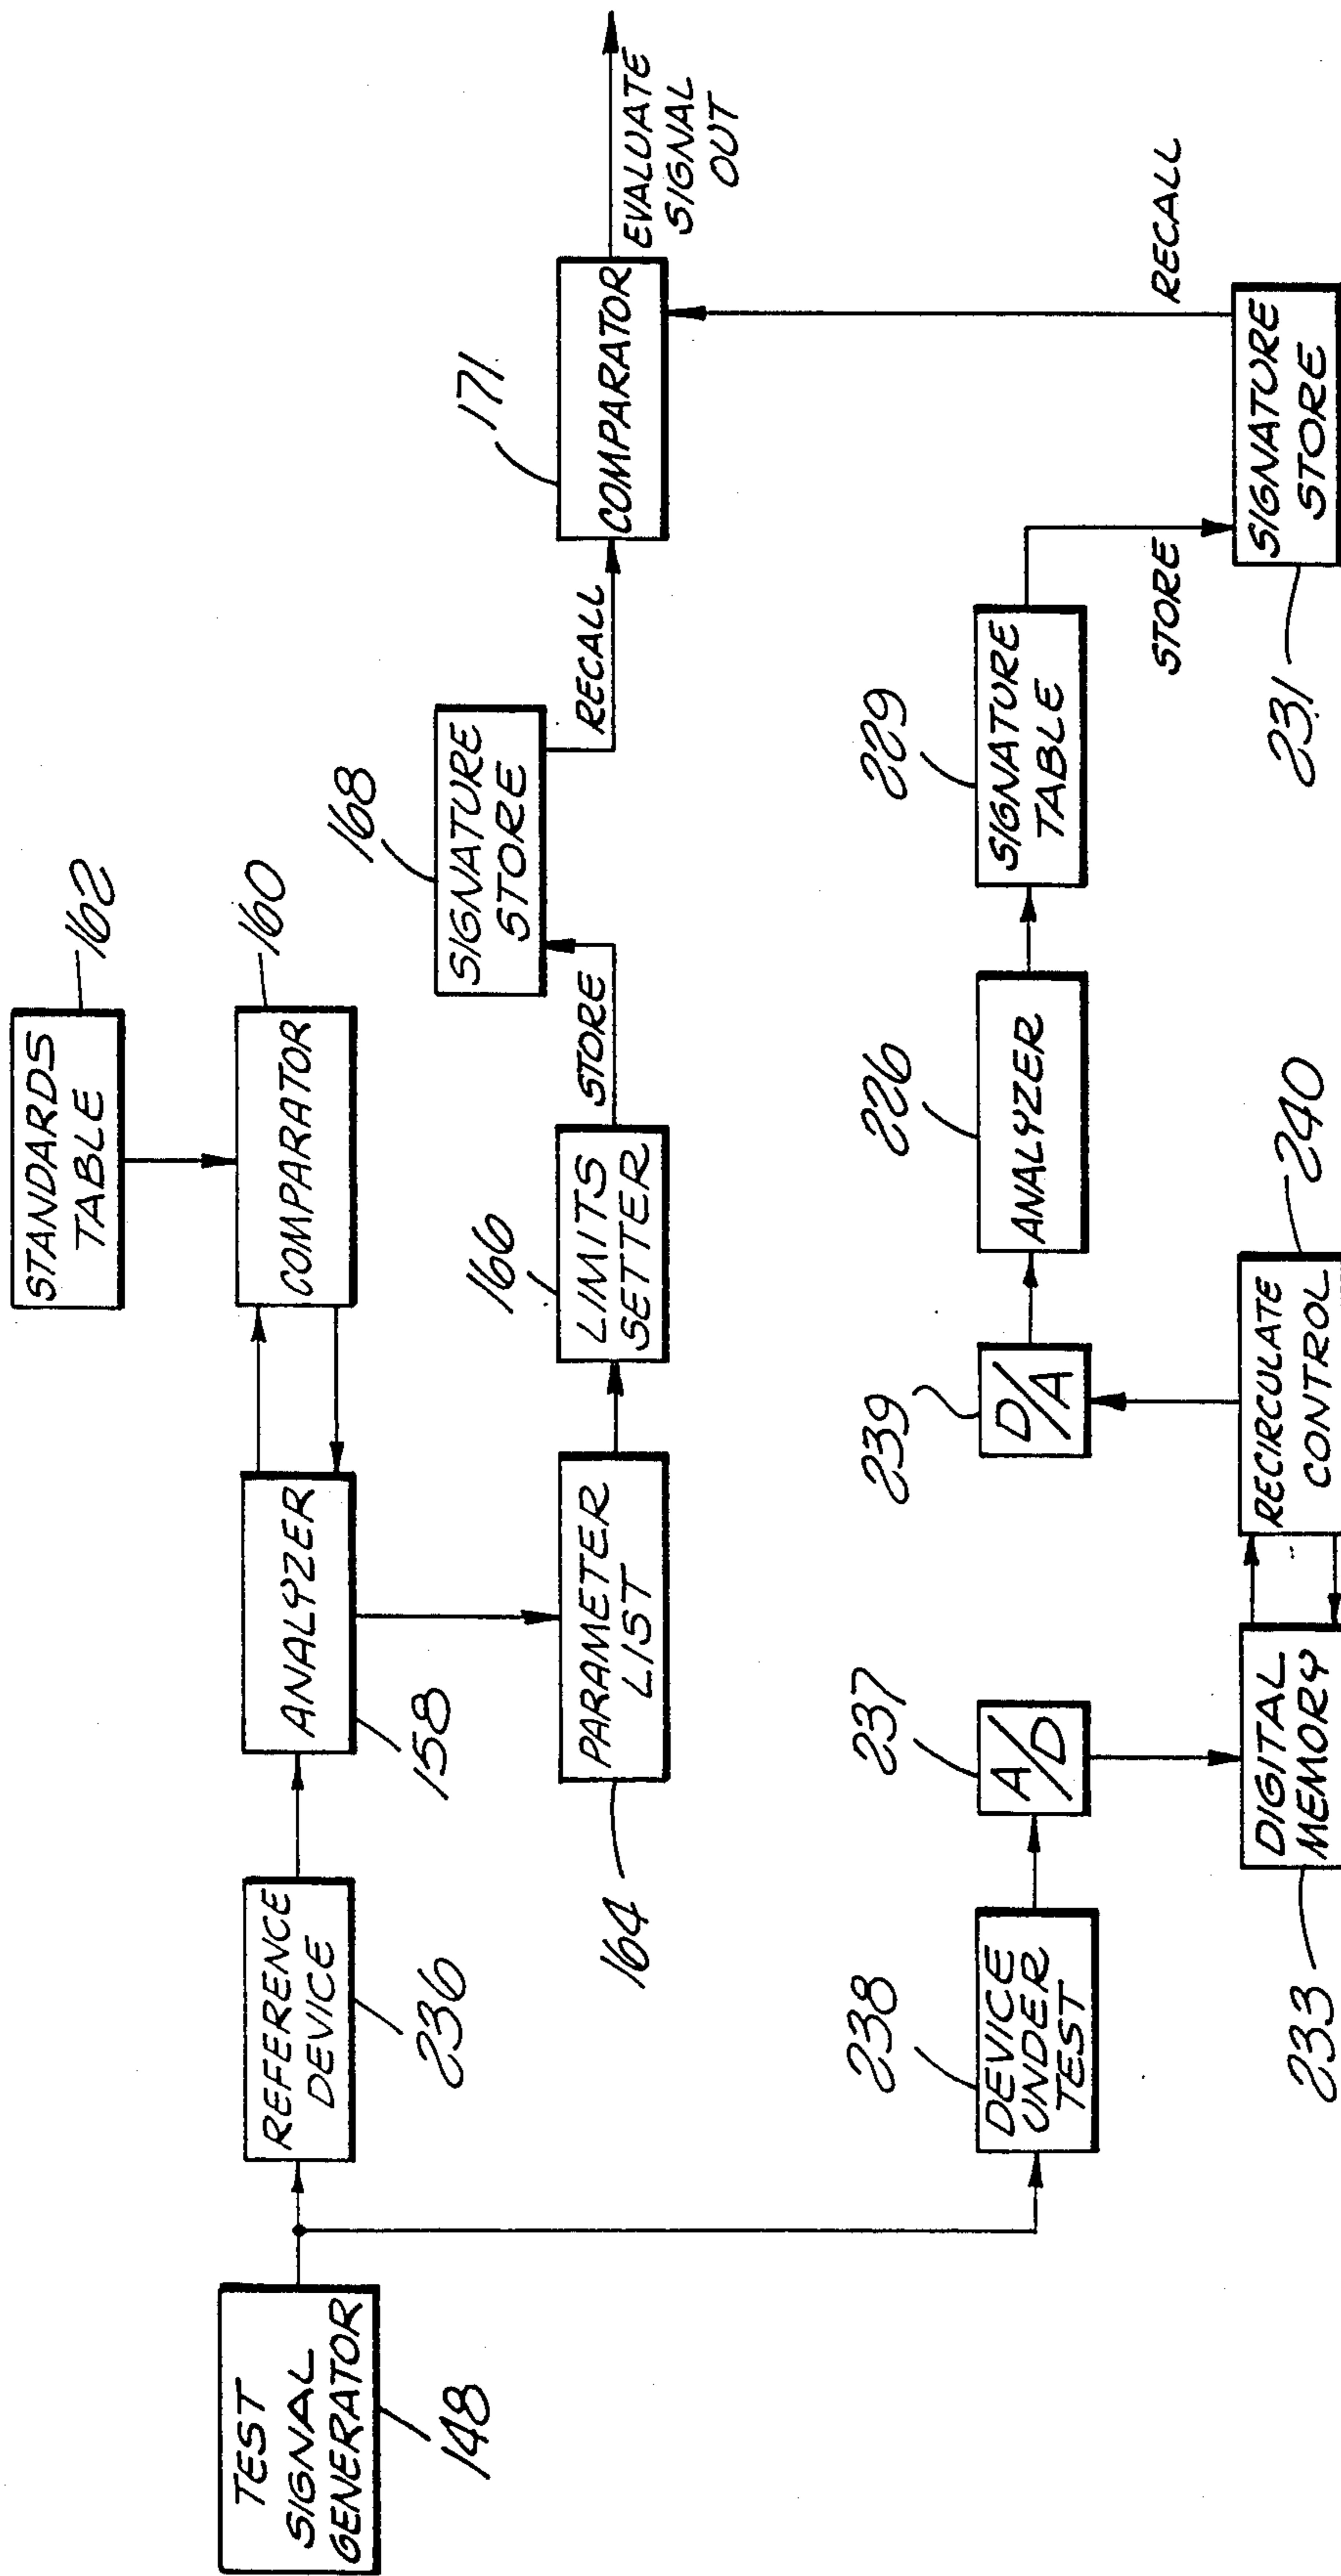 STANDARDS
TABLE
162
TEST
SIGNAL
GENERATOR
148
REFERENCE
DEVICE
236
ANALYZER
158
COMPARATOR
160
PARAMETER
LIST
164
LIMITS
SETTER
166
STORE
SIGNATURE
STORE
168
RECALL
COMPARATOR
171
EVALUATE
SIGNAL
OUT
DEVICE
UNDER
TEST
238
A/D
237
DIGITAL
MEMORY
233
RECIRCULATE
CONTROL
240
D/A
239
ANALYZER
226
SIGNATURE
TABLE
229
STORE
SIGNATURE
STORE
231
RECALL